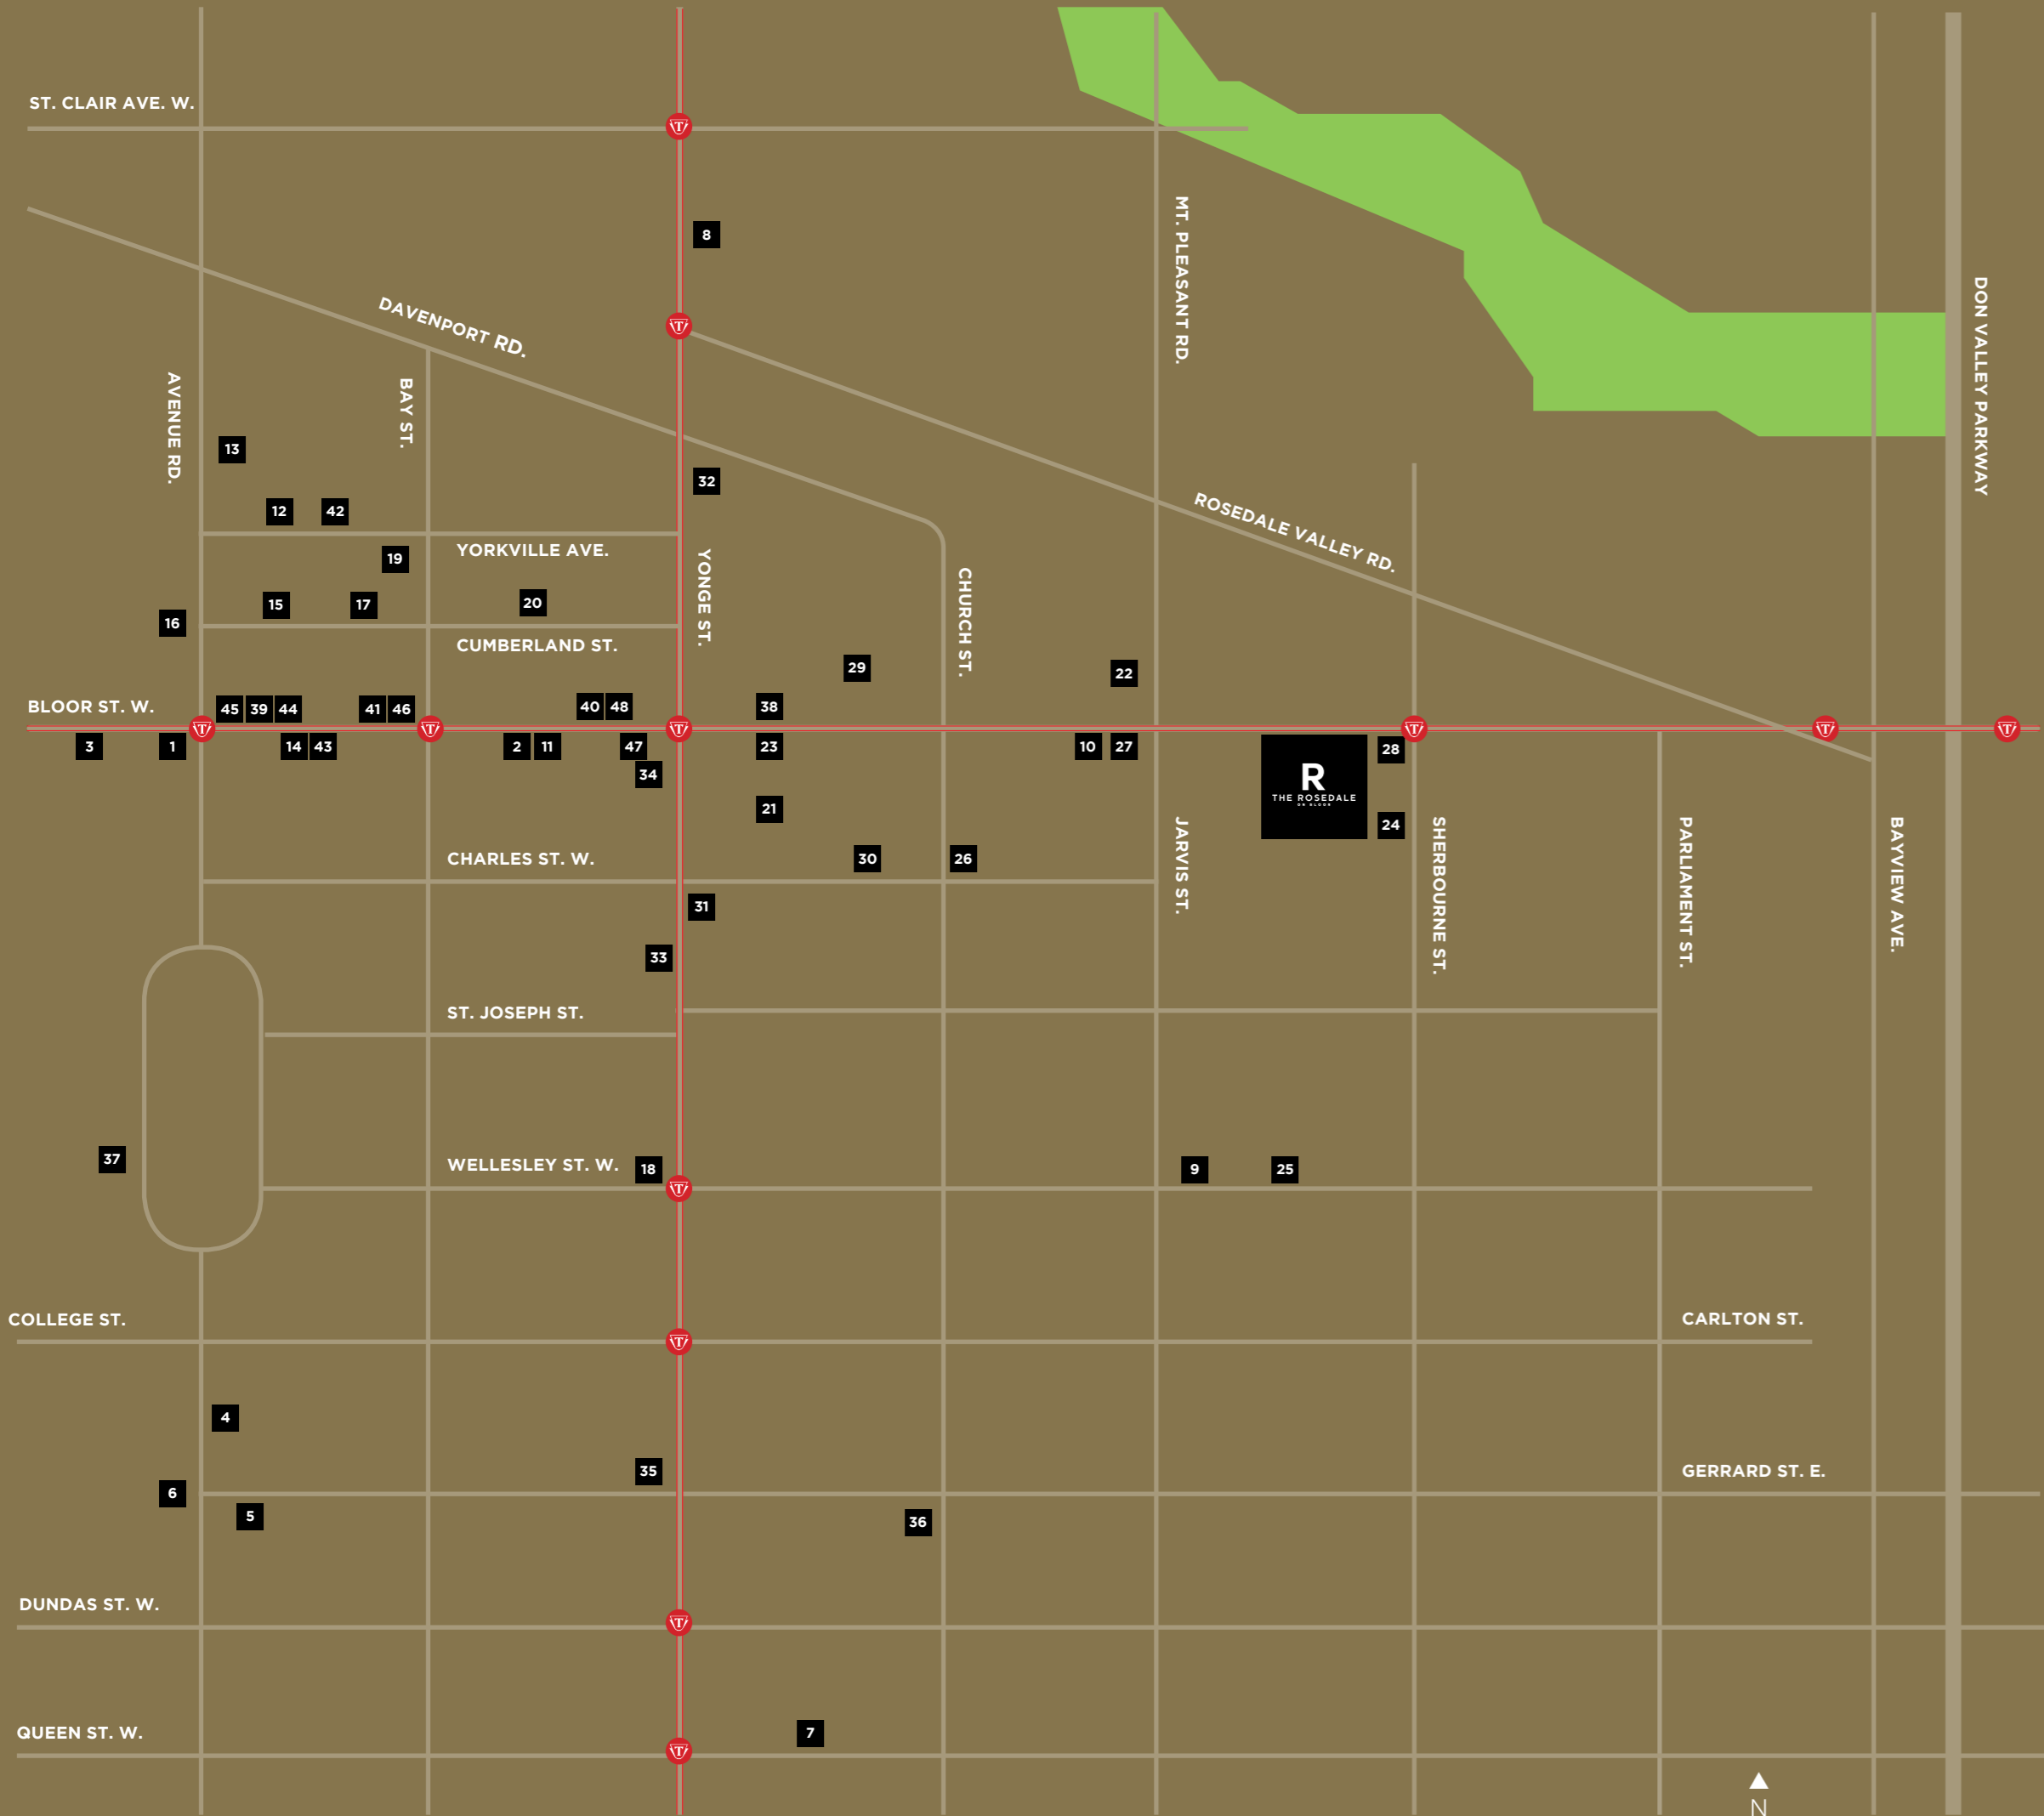 ST. CLAIR AVE. W.
T
8
MT. PLEASANT RD.
DON VALLEY PARKWAY
DAVENPORT RD.
T
AVENUE RD.
BAY ST.
13
32
12
42
ROSEDALE VALLEY RD.
YORKVILLE AVE.
19
YONGE ST.
CHURCH ST.
15
17
20
16
CUMBERLAND ST.
29
22
BLOOR ST. W.
45
39
44
41
46
40
48
38
T
T
T
T
T
T
3
1
14
43
2
11
47
23
10
27
28
34
R
THE ROSEDALE
ON BLOOR
21
24
JARVIS ST.
SHERBOURNE ST.
PARLIAMENT ST.
BAYVIEW AVE.
CHARLES ST. W.
30
26
31
33
ST. JOSEPH ST.
37
WELLESLEY ST. W.
18
9
25
T
COLLEGE ST.
CARLTON ST.
T
4
35
GERRARD ST. E.
6
5
36
DUNDAS ST. W.
T
QUEEN ST. W.
7
T
N